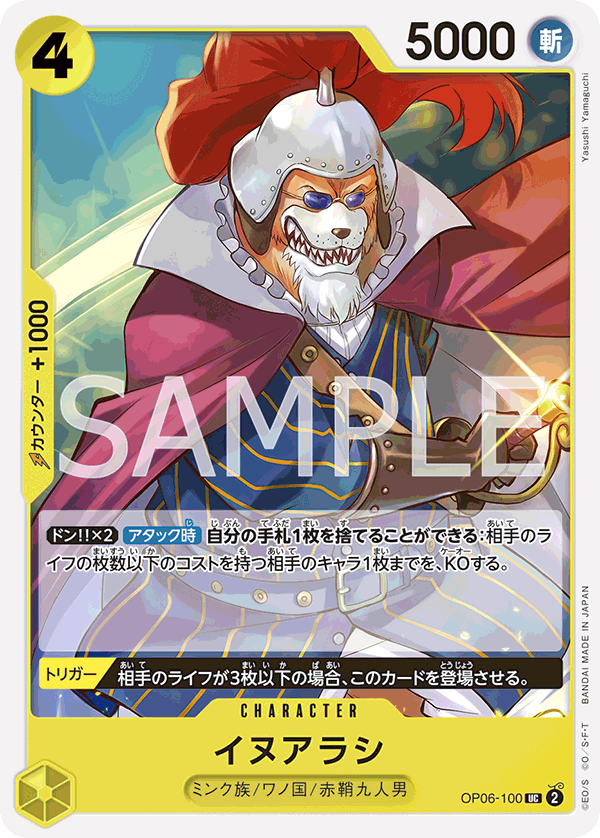 4
5000
斬
Yasushi Yamaguchi
カウンター +1000
SAMPLE
ドン!!×2 アタック時 自分の手札1枚を捨てることができる:相手のラ
イフの枚数以下のコストを持つ相手のキャラ1枚までを、KOする。
トリガー 相手のライフが3枚以下の場合、このカードを登場させる。
CHARACTER
イヌアラシ
ミンク族/ワノ国/赤鞘九人男
OP06-100 UC 2
©E.O/S ©O/S・F・T BANDAI MADE IN JAPAN